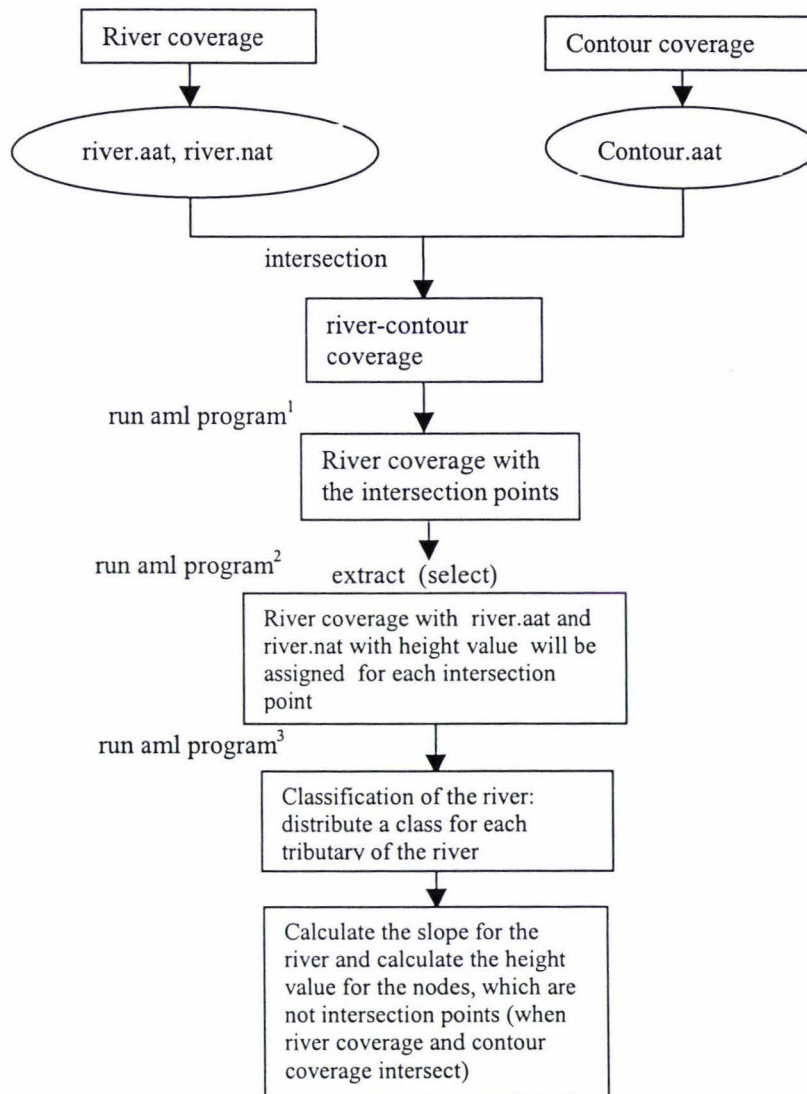 River coverage
Contour coverage
river.aat, river.nat
Contour.aat
intersection
river-contour
coverage
run aml program¹
River coverage with
the intersection points
run aml program²
extract (select)
River coverage with river.aat and
river.nat with height value will be
assigned for each intersection
point
run aml program³
Classification of the river:
distribute a class for each
tributary of the river
Calculate the slope for the
river and calculate the height
value for the nodes, which are
not intersection points (when
river coverage and contour
coverage intersect)